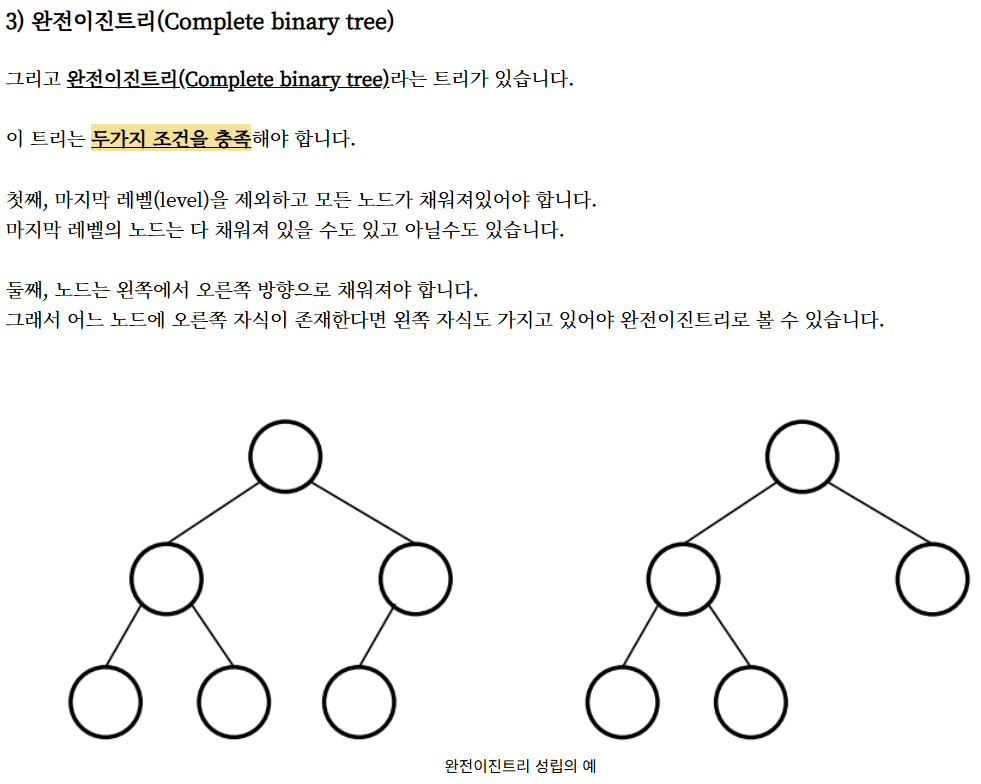 3) 완전이진트리(Complete binary tree)
그리고 완전이진트리(Complete binary tree)라는 트리가 있습니다.
이 트리는 두가지 조건을 충족해야 합니다.
첫째, 마지막 레벨(level)을 제외하고 모든 노드가 채워져있어야 합니다.
마지막 레벨의 노드는 다 채워져 있을 수도 있고 아닐수도 있습니다.
둘째, 노드는 왼쪽에서 오른쪽 방향으로 채워져야 합니다.
그래서 어느 노드에 오른쪽 자식이 존재한다면 왼쪽 자식도 가지고 있어야 완전이진트리로 볼 수 있습니다.
완전이진트리 성립의 예